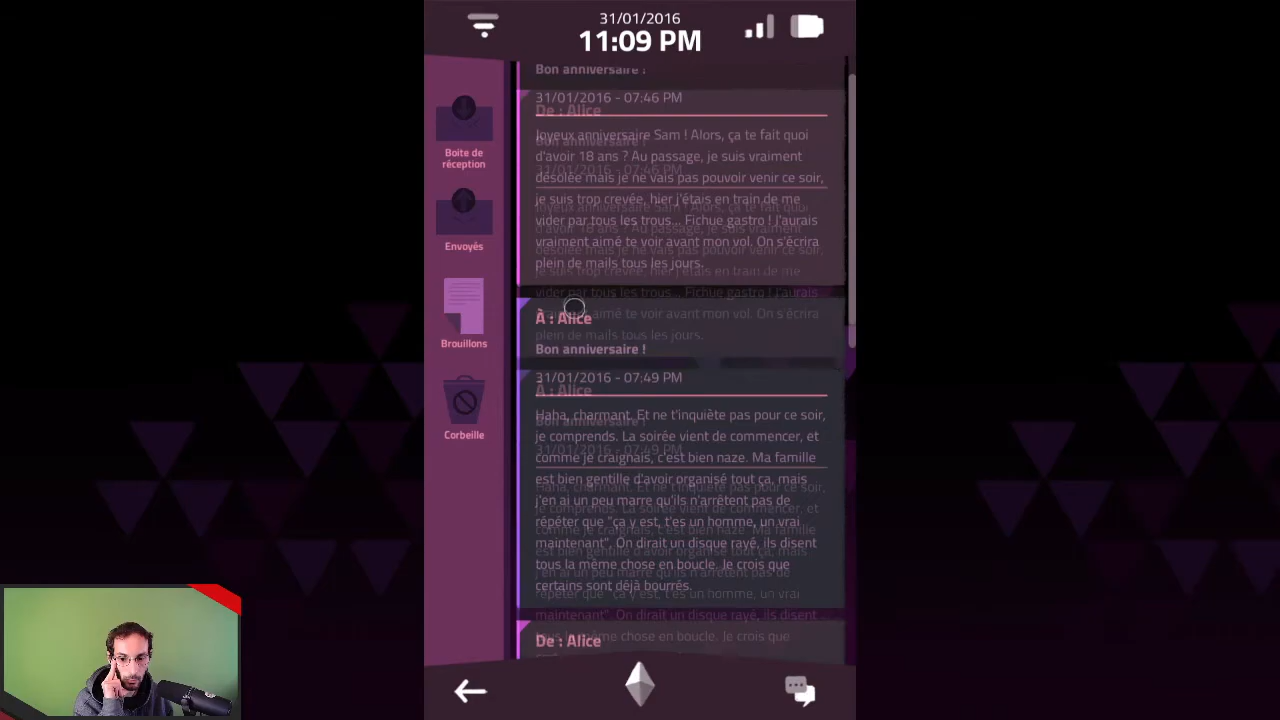 31/01/2016
11:09 PM
Boite de
réception
Envoyés
Brouillons
Corbeille
Bon anniversaire !
De : Alice
31/01/2016 - 07:46 PM
Joyeux anniversaire Sam ! Alors, ça te fait quoi
d'avoir 18 ans ? Au passage, je suis vraiment
désolée mais je ne vais pas pouvoir venir ce soir,
je suis trop crevée, hier j'étais en train de me
vider par tous les trous... Fichue gastro ! J'aurais
vraiment aimé te voir avant mon vol. On s'écrira
plein de mails tous les jours.
À : Alice
Bon anniversaire !
31/01/2016 - 07:49 PM
Haha, charmant. Et ne t'inquiète pas pour ce soir,
je comprends. La soirée vient de commencer, et
comme je craignais, c'est bien naze. Ma famille
est bien gentille d'avoir organisé tout ça, mais
j'en ai un peu marre qu'ils n'arrêtent pas de
répéter que "ça y est, t'es un homme, un vrai
maintenant". On dirait un disque rayé, ils disent
tous la même chose en boucle. Je crois que
certains sont déjà bourrés.
De : Alice